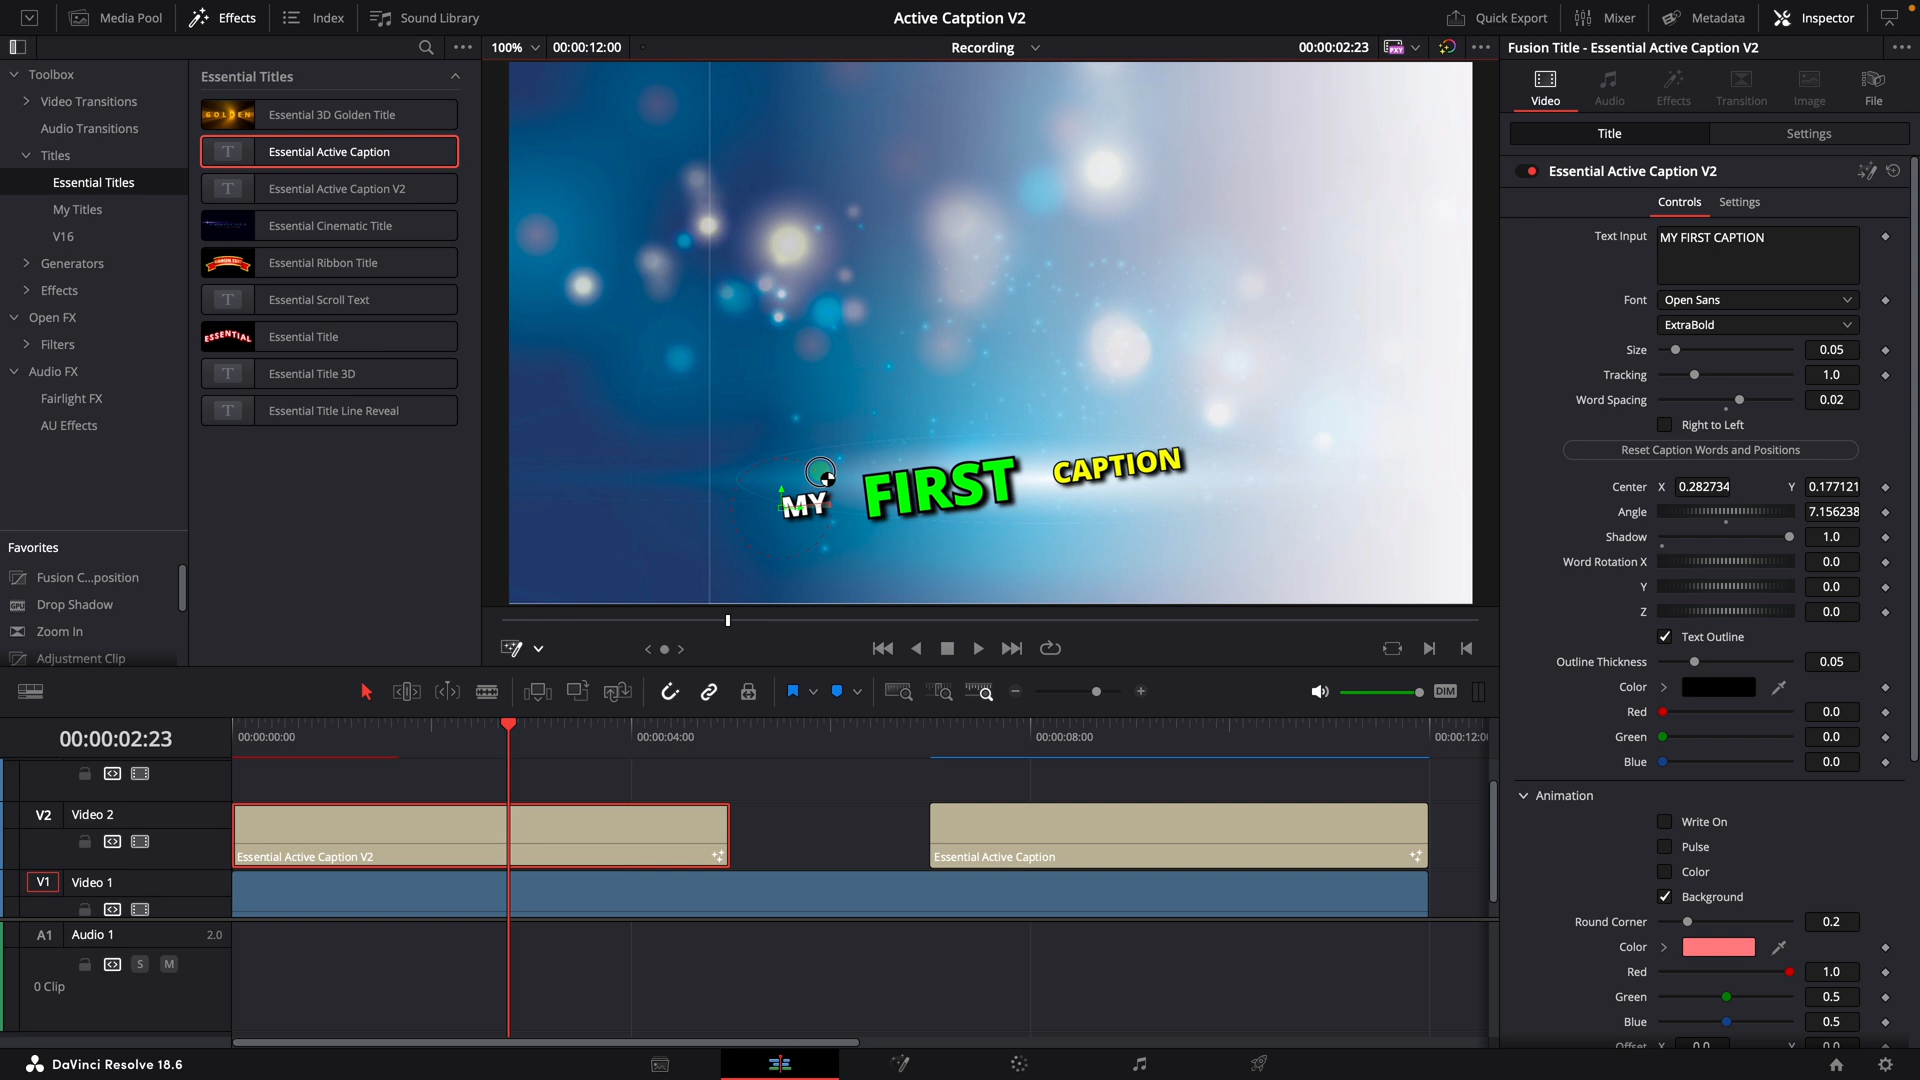 Media Pool
Effects
Index
Sound Library
Active Catption V2
Quick Export
Mixer
Metadata
Inspector
100%
00:00:12:00
Recording
00:00:02:23
PXY
Fusion Title - Essential Active Caption V2
Toolbox
Video Transitions
Audio Transitions
Titles
Essential Titles
My Titles
V16
Generators
Effects
Open FX
Filters
Audio FX
Fairlight FX
AU Effects
Favorites
Fusion C...position
Drop Shadow
Zoom In
Adjustment Clip
Essential Titles
GOLDEN
Essential 3D Golden Title
T
Essential Active Caption
T
Essential Active Caption V2
Essential Cinematic Title
Essential Ribbon Title
T
Essential Scroll Text
ESSENTIAL
Essential Title
T
Essential Title 3D
T
Essential Title Line Reveal
MY FIRST CAPTION
Video
Audio
Effects
Transition
Image
File
Title
Settings
Essential Active Caption V2
Controls
Settings
Text Input
MY FIRST CAPTION
Font
Open Sans
ExtraBold
Size
0.05
Tracking
1.0
Word Spacing
0.02
Right to Left
Reset Caption Words and Positions
Center X 0.282734 Y 0.177121
Angle
7.156238
Shadow
1.0
Word Rotation X
0.0
Y
0.0
Z
0.0
Text Outline
Outline Thickness
0.05
Color
Red
0.0
Green
0.0
Blue
0.0
Animation
Write On
Pulse
Color
Background
Round Corner
0.2
Color
Red
1.0
Green
0.5
Blue
0.5
Offset X 0.0 Y 0.0
DIM
00:00:02:23
00:00:00:00
00:00:04:00
00:00:08:00
V2
Video 2
Essential Active Caption V2
Essential Active Caption
V1
Video 1
A1
Audio 1
2.0
S
M
0 Clip
DaVinci Resolve 18.6